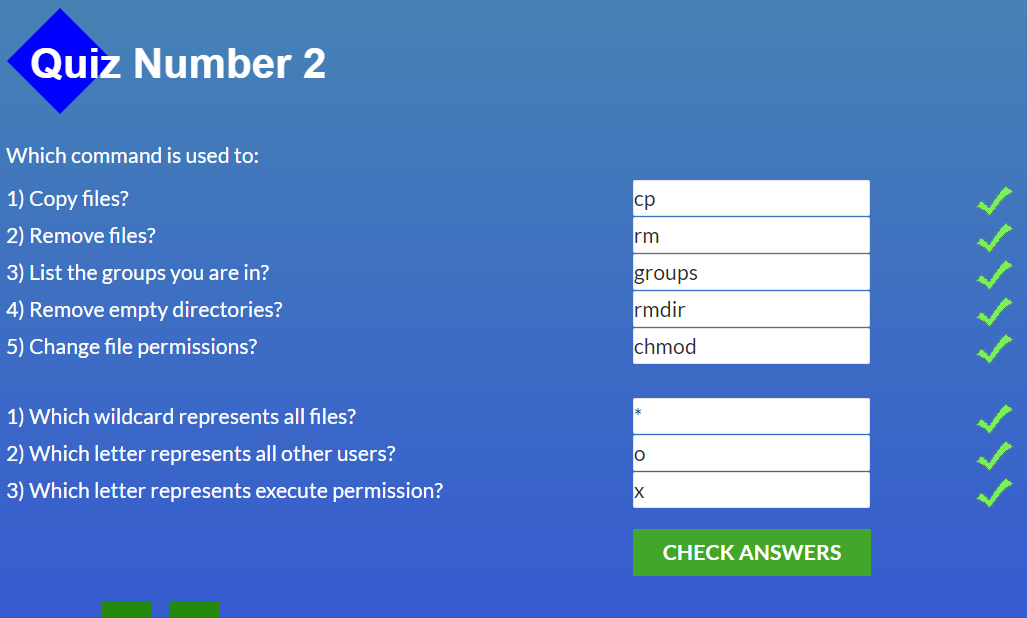 Quiz Number 2
Which command is used to:
1) Copy files? cp
2) Remove files? rm
3) List the groups you are in? groups
4) Remove empty directories? rmdir
5) Change file permissions? chmod
1) Which wildcard represents all files? *
2) Which letter represents all other users? o
3) Which letter represents execute permission? x
CHECK ANSWERS